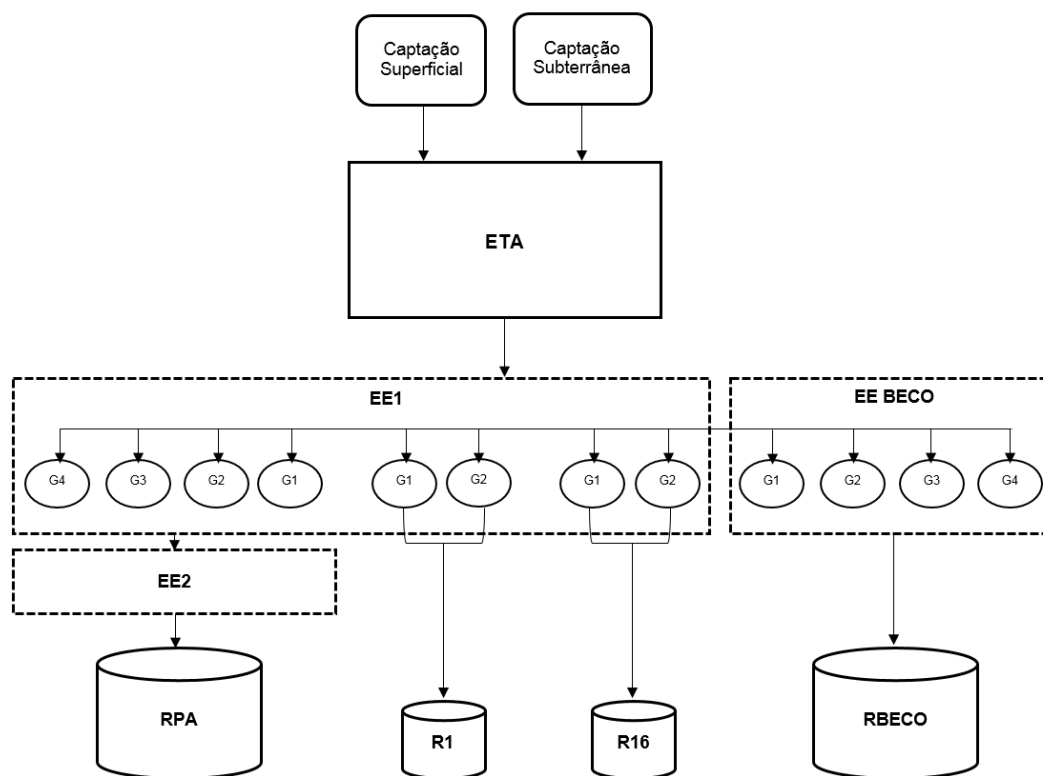 Captação
Superficial
Captação
Subterrânea
ETA
EE1
EE BECO
G4
G3
G2
G1
G1
G2
G1
G2
G1
G2
G3
G4
EE2
RPA
R1
R16
RBECO